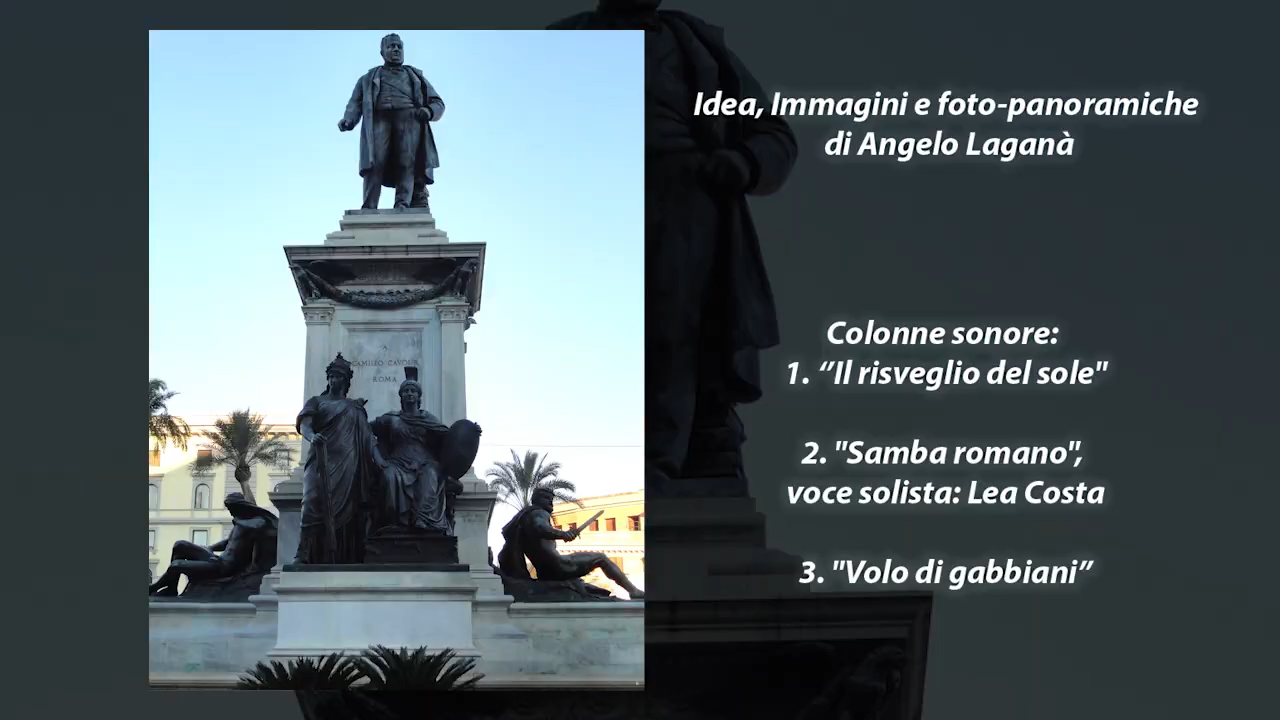 Idea, Immagini e foto-panoramiche
di Angelo Laganà
Colonne sonore:
1. “Il risveglio del sole"
2. "Samba romano",
voce solista: Lea Costa
3. "Volo di gabbiani”
A
CAMILLO CAVOUR
ROMA